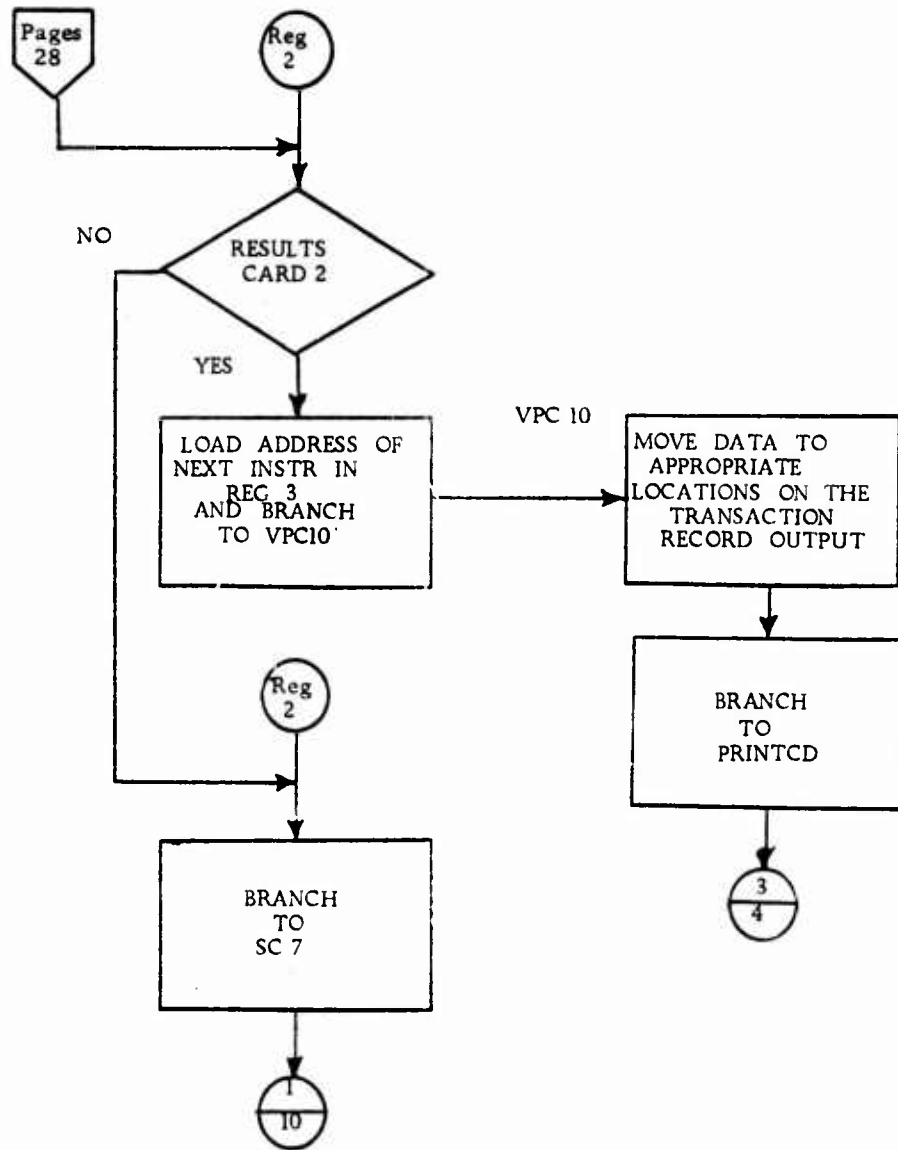 Pages
28
Reg
2
NO
RESULTS
CARD 2
YES
LOAD ADDRESS OF
NEXT INSTR IN
REG 3
AND BRANCH
TO VPC10
VPC 10
MOVE DATA TO
APPROPRIATE
LOCATIONS ON THE
TRANSACTION
RECORD OUTPUT
Reg
2
BRANCH
TO
PRINTCD
3
4
BRANCH
TO
SC 7
1
10